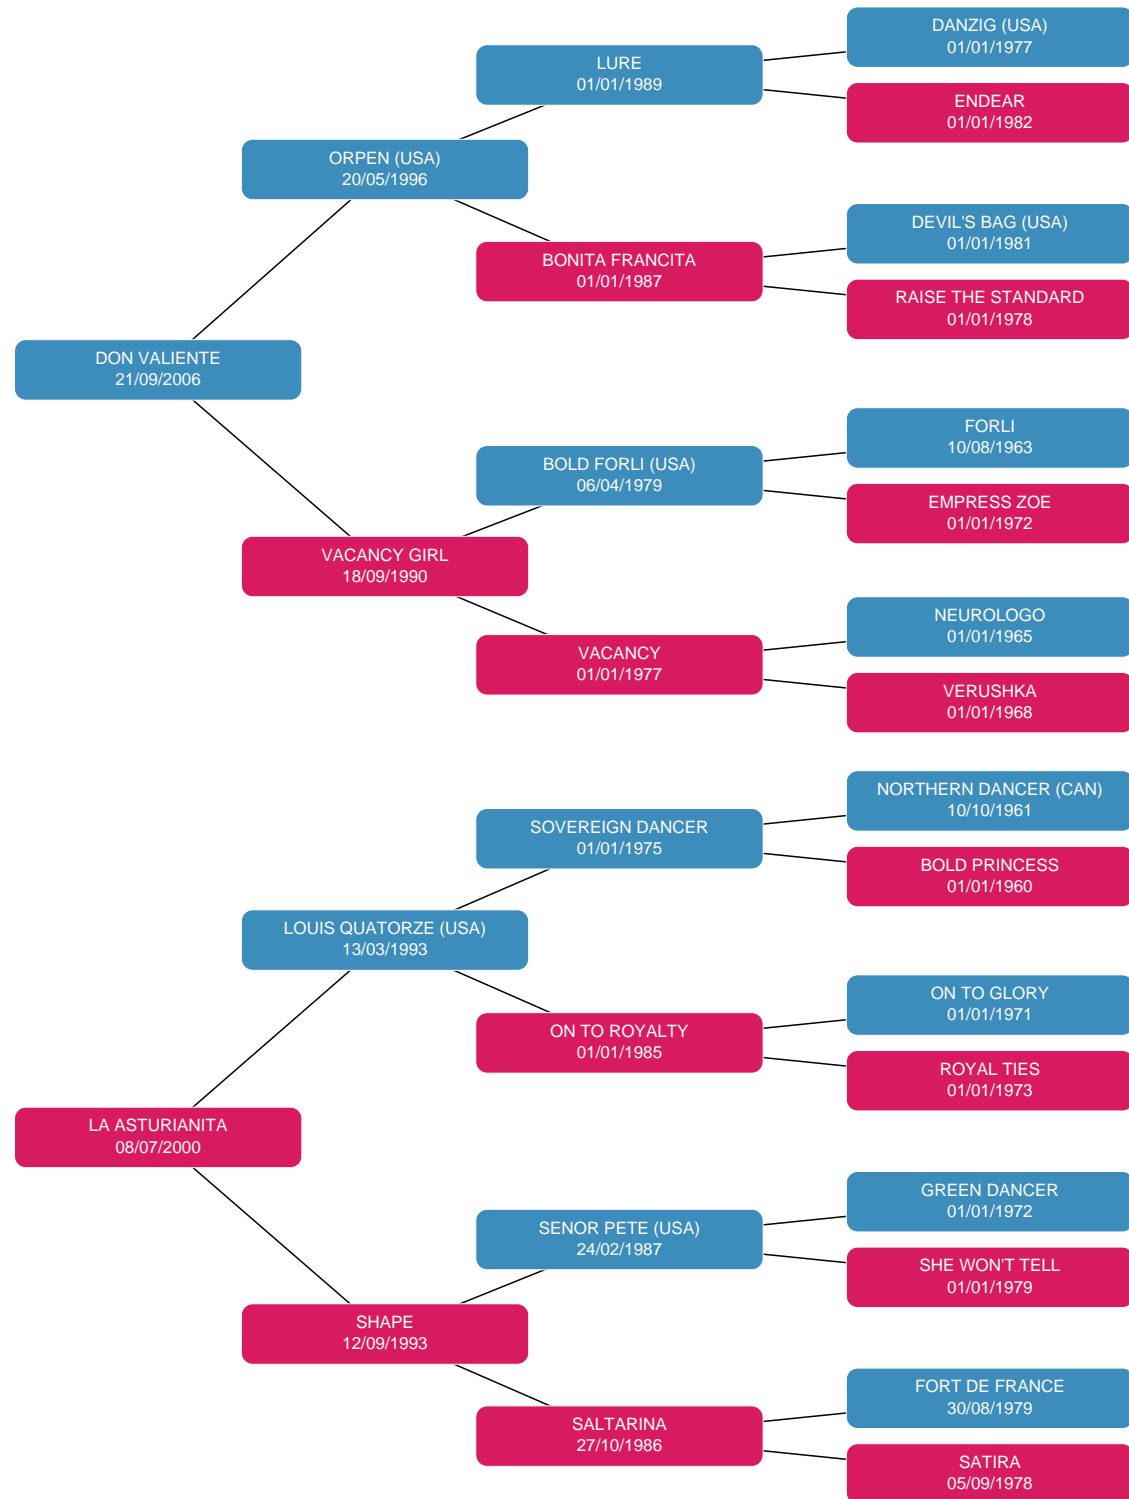 DANZIG (USA)
01/01/1977
LURE
01/01/1989
ENDEAR
01/01/1982
ORPEN (USA)
20/05/1996
DEVIL'S BAG (USA)
01/01/1981
BONITA FRANCITA
01/01/1987
RAISE THE STANDARD
01/01/1978
DON VALIENTE
21/09/2006
FORLI
10/08/1963
BOLD FORLI (USA)
06/04/1979
EMPRESS ZOE
01/01/1972
VACANCY GIRL
18/09/1990
NEUROLOGO
01/01/1965
VACANCY
01/01/1977
VERUSHKA
01/01/1968
NORTHERN DANCER (CAN)
10/10/1961
SOVEREIGN DANCER
01/01/1975
BOLD PRINCESS
01/01/1960
LOUIS QUATORZE (USA)
13/03/1993
ON TO GLORY
01/01/1971
ON TO ROYALTY
01/01/1985
ROYAL TIES
01/01/1973
LA ASTURIANITA
08/07/2000
GREEN DANCER
01/01/1972
SENOR PETE (USA)
24/02/1987
SHE WON'T TELL
01/01/1979
SHAPE
12/09/1993
FORT DE FRANCE
30/08/1979
SALTARINA
27/10/1986
SATIRA
05/09/1978